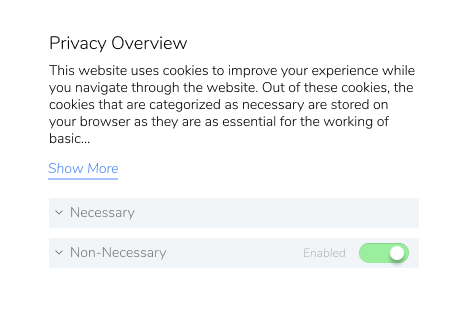 Privacy Overview
This website uses cookies to improve your experience while
you navigate through the website. Out of these cookies, the
cookies that are categorized as necessary are stored on
your browser as they are as essential for the working of
basic...
Show More
Necessary
Non-Necessary Enabled